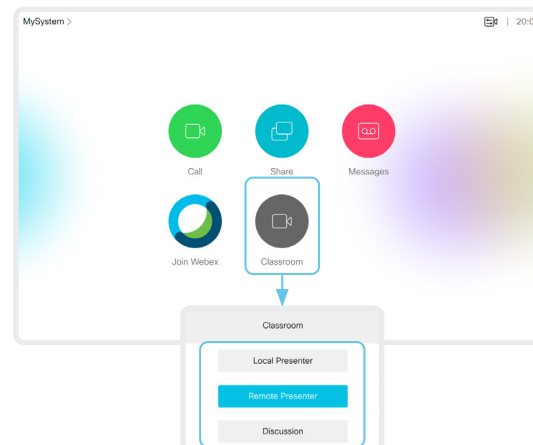 MySystem >
| 20:0
Call
Share
Messages
Join Webex
Classroom
Classroom
Local Presenter
Remote Presenter
Discussion